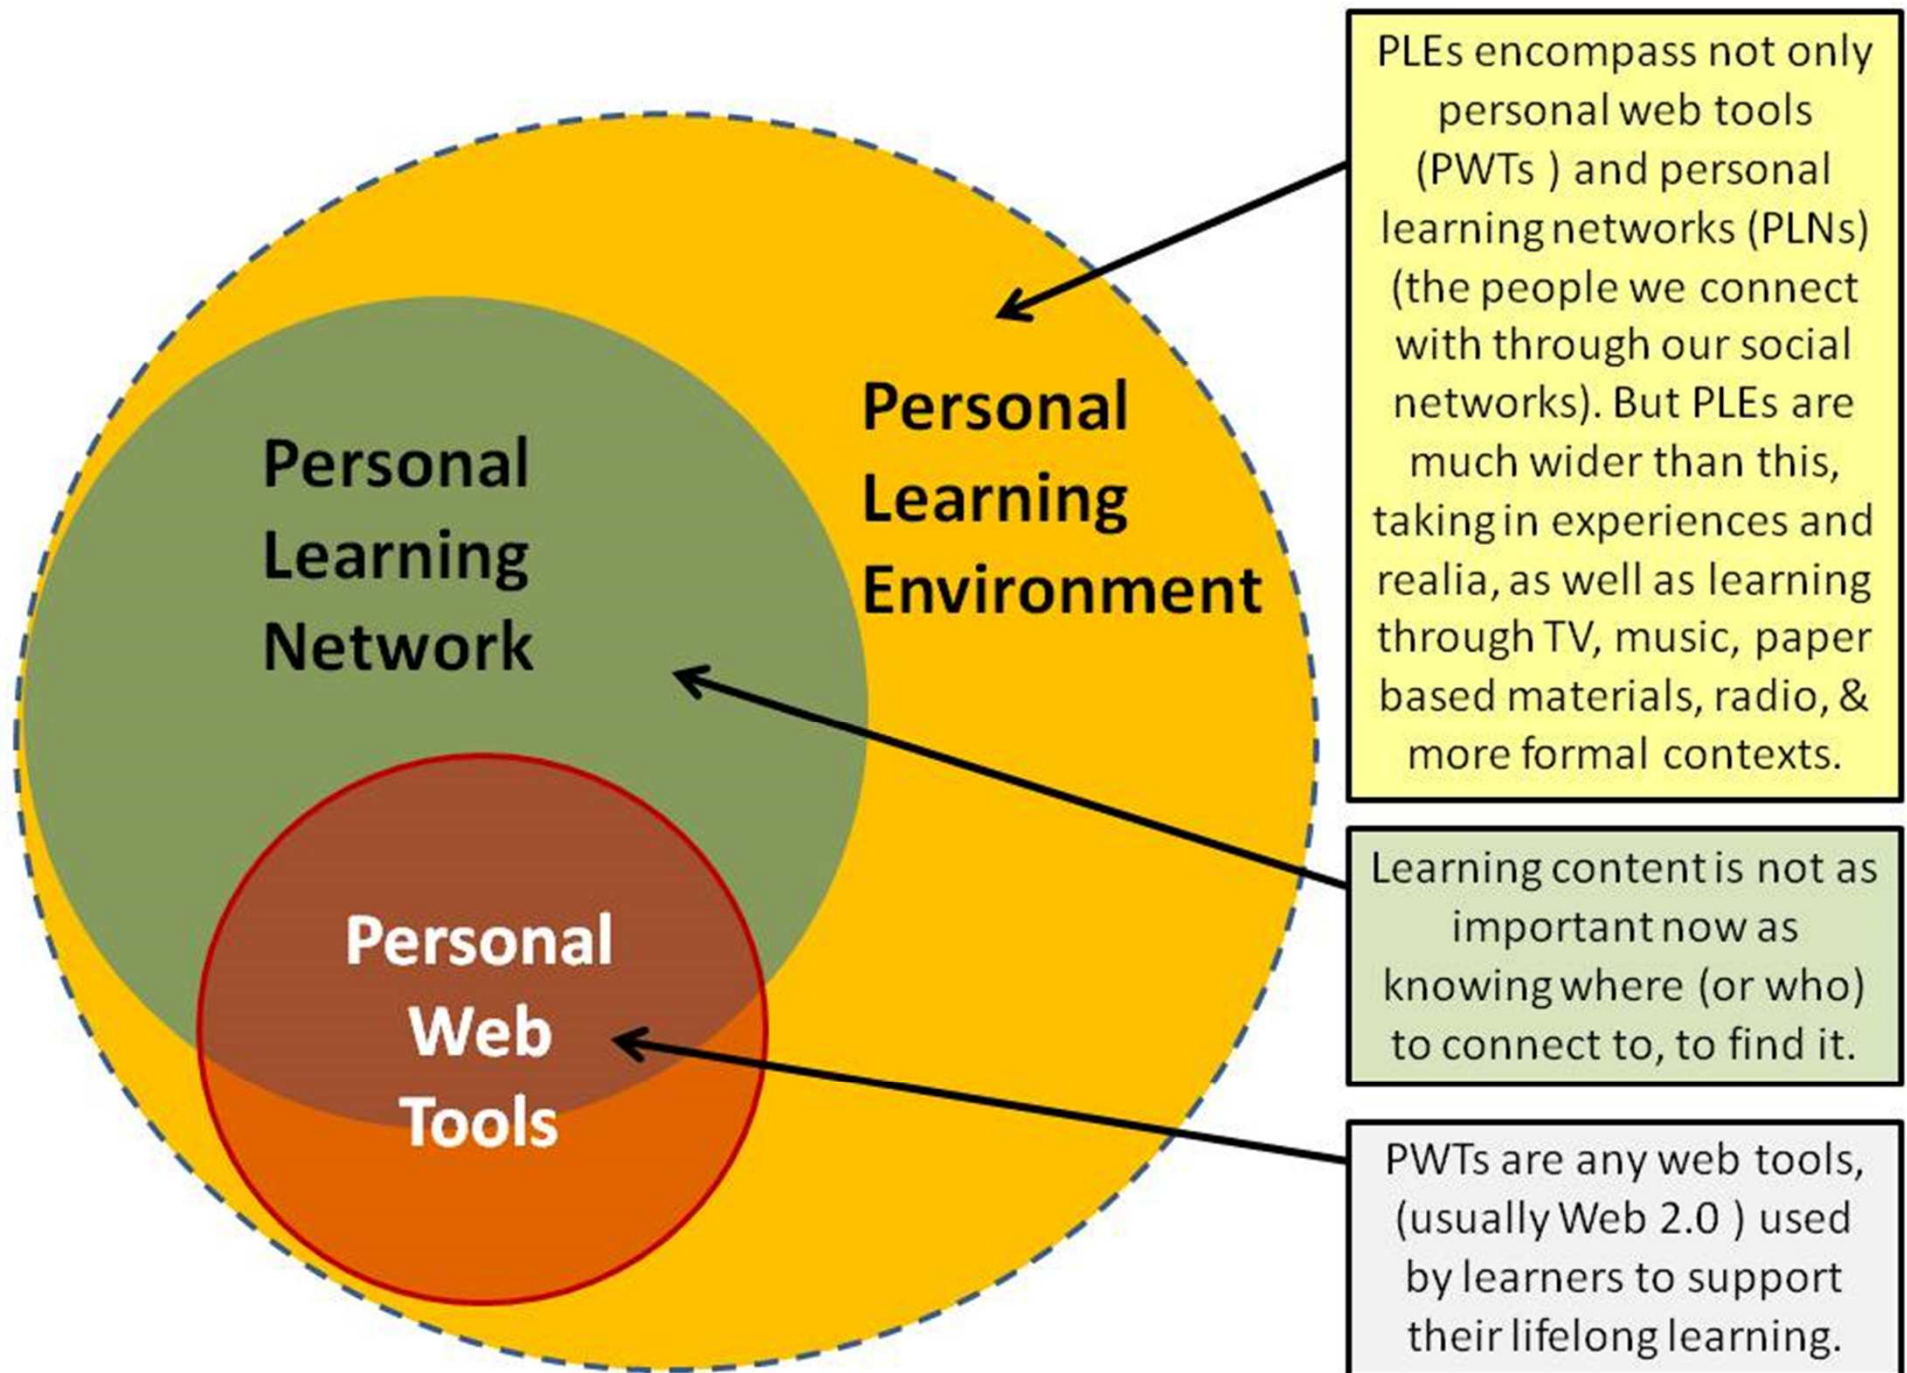 Personal
Learning
Network
Personal
Learning
Environment
Personal
Web
Tools
PLEs encompass not only
personal web tools
(PWTs ) and personal
learning networks (PLNs)
(the people we connect
with through our social
networks). But PLEs are
much wider than this,
taking in experiences and
realia, as well as learning
through TV, music, paper
based materials, radio, &
more formal contexts.
Learning content is not as
important now as
knowing where (or who)
to connect to, to find it.
PWTs are any web tools,
(usually Web 2.0 ) used
by learners to support
their lifelong learning.